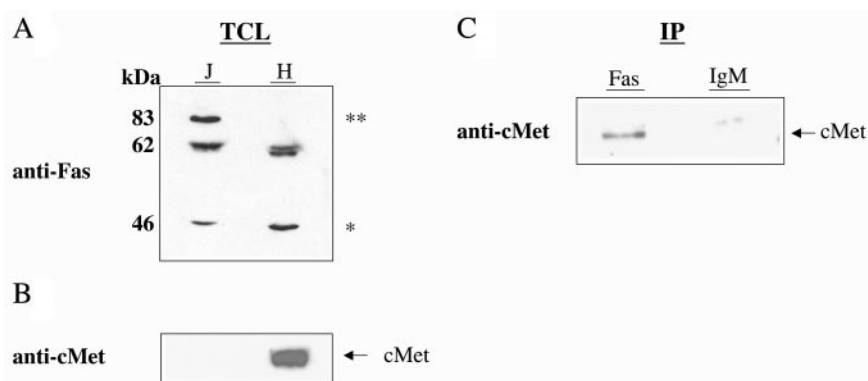 A
TCL
kDa
J
H
83
**
62
anti-Fas
46
*
B
anti-cMet
cMet
C
IP
Fas
IgM
anti-cMet
cMet